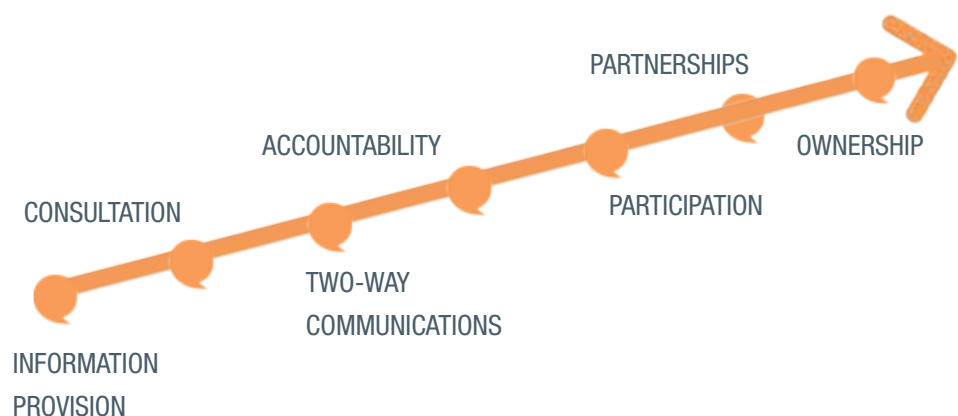 PARTNERSHIPS
OWNERSHIP
ACCOUNTABILITY
PARTICIPATION
CONSULTATION
TWO-WAY
COMMUNICATIONS
INFORMATION
PROVISION